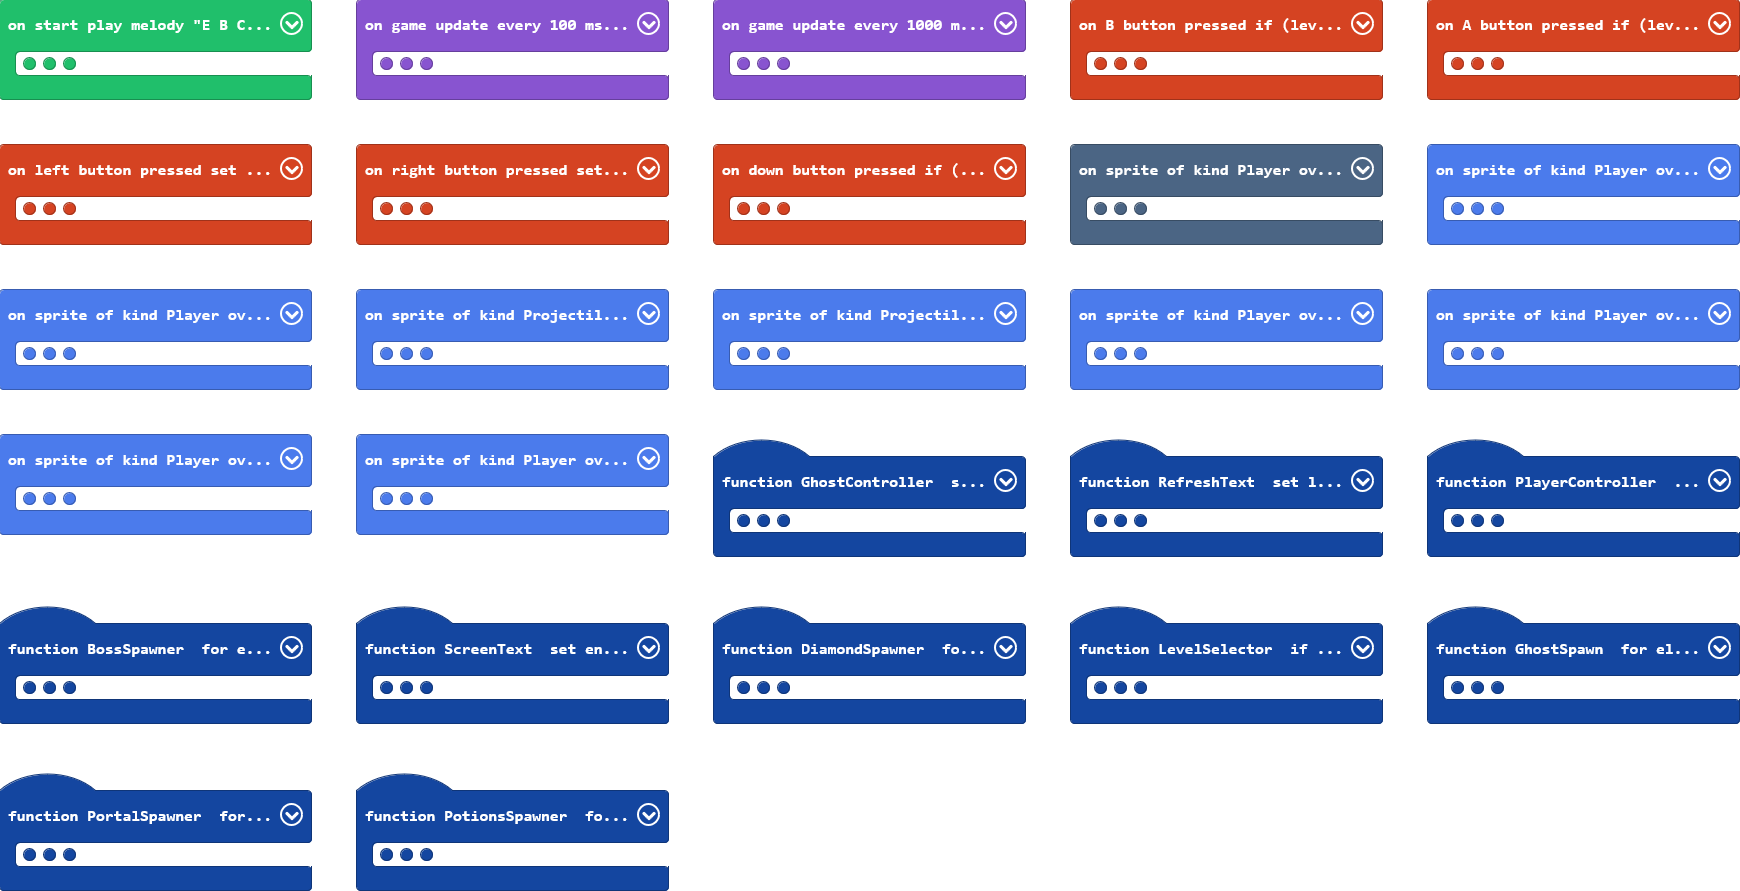 on start play melody "E B C...
on game update every 100 ms...
on game update every 1000 m...
on B button pressed if (lev...
on A button pressed if (lev...
on left button pressed set ...
on right button pressed set...
on down button pressed if (...
on sprite of kind Player ov...
on sprite of kind Player ov...
on sprite of kind Player ov...
on sprite of kind Projectil...
on sprite of kind Projectil...
on sprite of kind Player ov...
on sprite of kind Player ov...
on sprite of kind Player ov...
on sprite of kind Player ov...
function GhostController  s...
function RefreshText  set l...
function PlayerController  ...
function BossSpawner  for e...
function ScreenText  set en...
function DiamondSpawner  fo...
function LevelSelector  if ...
function GhostSpawn  for el...
function PortalSpawner  for...
function PotionsSpawner  fo...